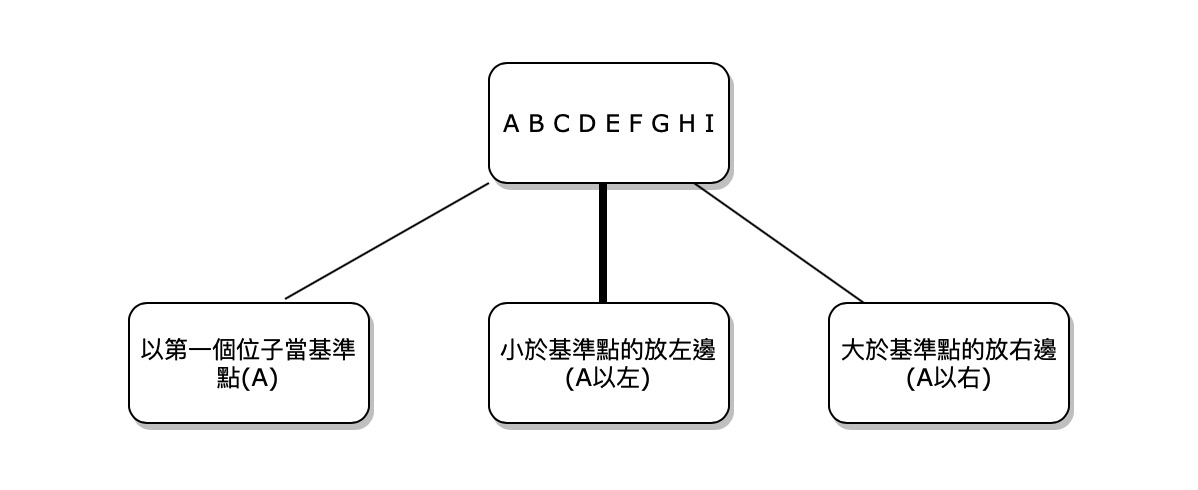 A B C D E F G H I
以第一個位子當基準
點(A)
小於基準點的放左邊
(A以左)
大於基準點的放右邊
(A以右)